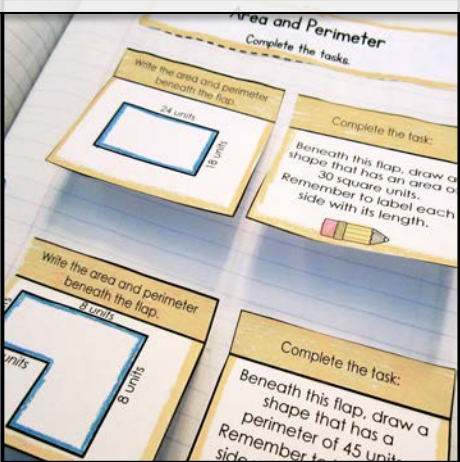 Area and Perimeter
Complete the tasks.
Write the area and perimeter
beneath the flap.
24 units
18 units
Complete the task:
Beneath this flap, draw a
shape that has an area of
30 square units.
Remember to label each
side with its length.
Write the area and perimeter
beneath the flap.
8 units
units
8 units
Complete the task:
Beneath this flap, draw a
shape that has a
perimeter of 45 units
Remember to
side